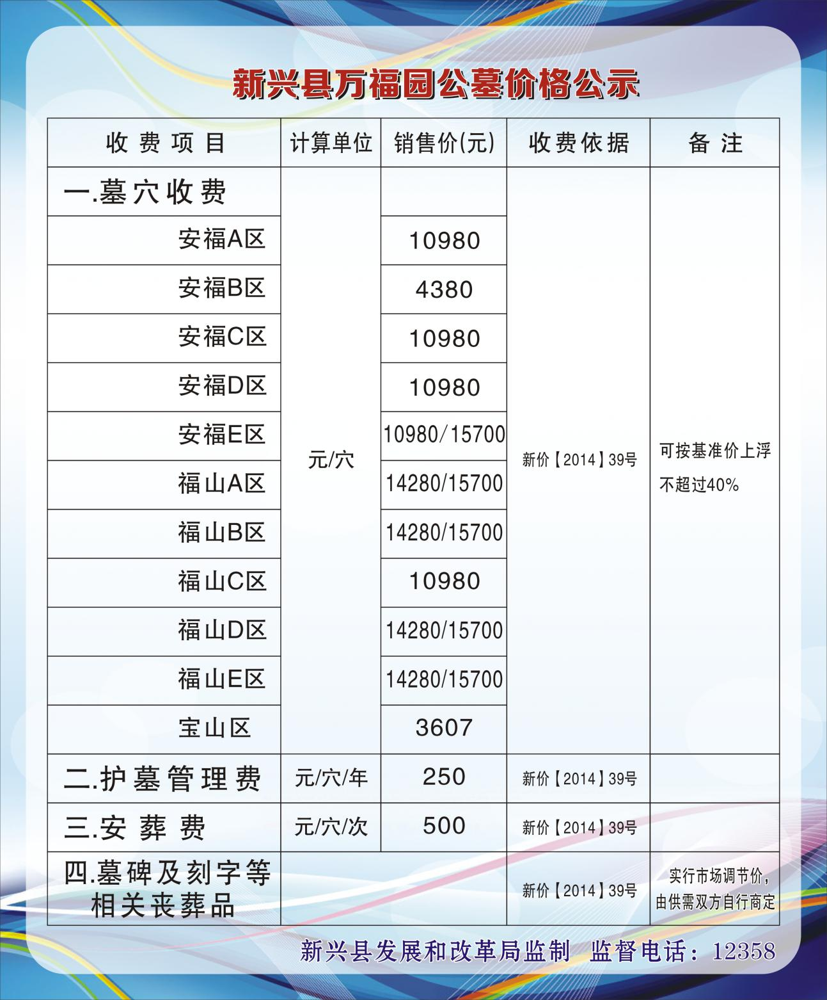 新兴县万福园公墓价格公示
收费项目 计算单位 销售价(元) 收费依据 备注
一.墓穴收费
安福A区 10980
安福B区 4380
安福C区 10980
安福D区 10980
安福E区 10980/15700
元/穴 新价【2014】39号 可按基准价上浮
不超过40%
福山A区 14280/15700
福山B区 14280/15700
福山C区 10980
福山D区 14280/15700
福山E区 14280/15700
宝山区 3607
二.护墓管理费 元/穴/年 250 新价【2014】39号
三.安葬费 元/穴/次 500 新价【2014】39号
四.墓碑及刻字等
相关丧葬品 新价【2014】39号 实行市场调节价,
由供需双方自行商定
新兴县发展和改革局监制 监督电话：12358